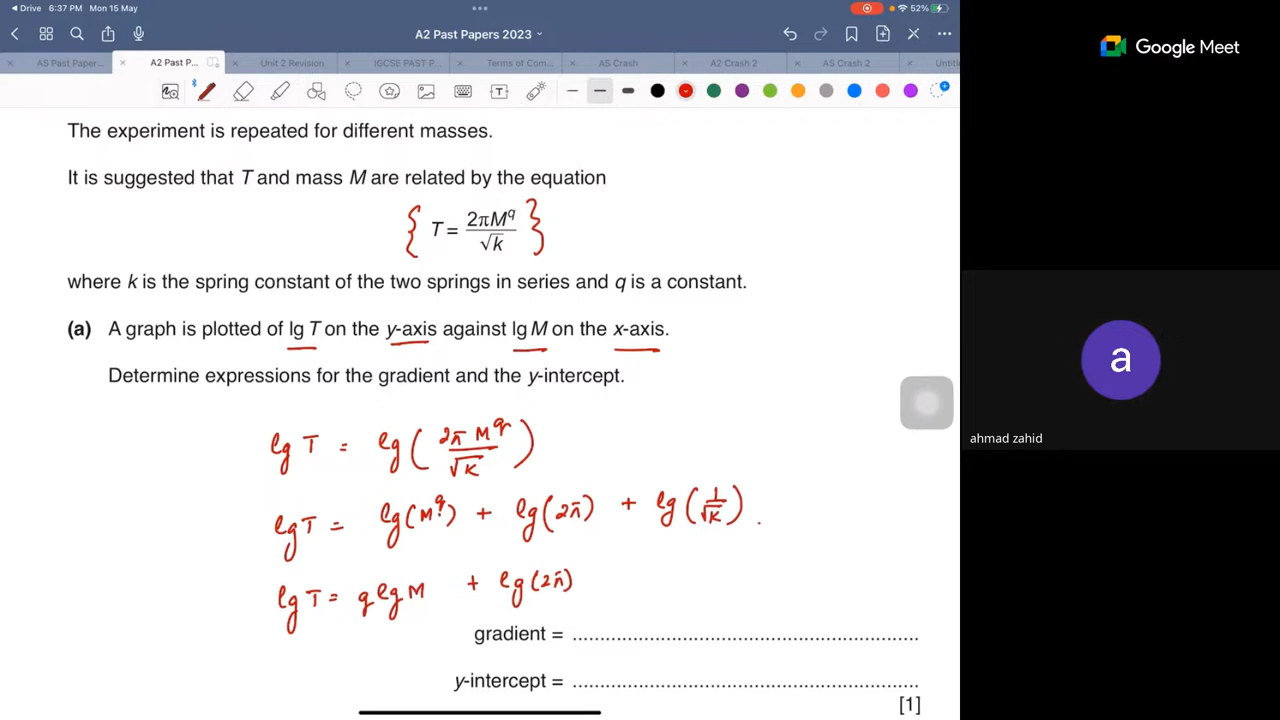 Drive 6:37 PM Mon 15 May
52%
A2 Past Papers 2023
AS Past Paper...
A2 Past P...
Unit 2 Revision
IGCSE PAST P...
Terms of Com...
AS Crash
A2 Crash 2
AS Crash 2
Untitl
Google Meet
The experiment is repeated for different masses.
It is suggested that T and mass M are related by the equation
{ T = 2πM^q / √k }
where k is the spring constant of the two springs in series and q is a constant.
(a) A graph is plotted of lg T on the y-axis against lg M on the x-axis.
Determine expressions for the gradient and the y-intercept.
lg T = lg ( 2π M^q / √k )
lg T = lg(M^q) + lg(2π) + lg(1/√k) .
lg T = q lg M + lg(2π)
gradient = ...............................................
y-intercept = ...............................................
[1]
a
ahmad zahid